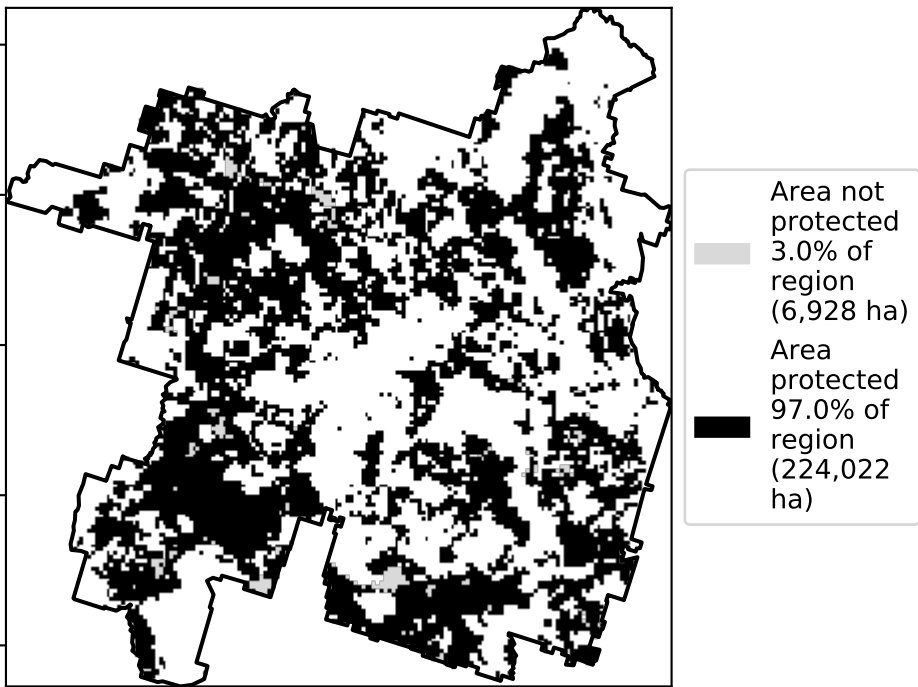 Area not
protected
3.0% of
region
(6,928 ha)
Area
protected
97.0% of
region
(224,022
ha)